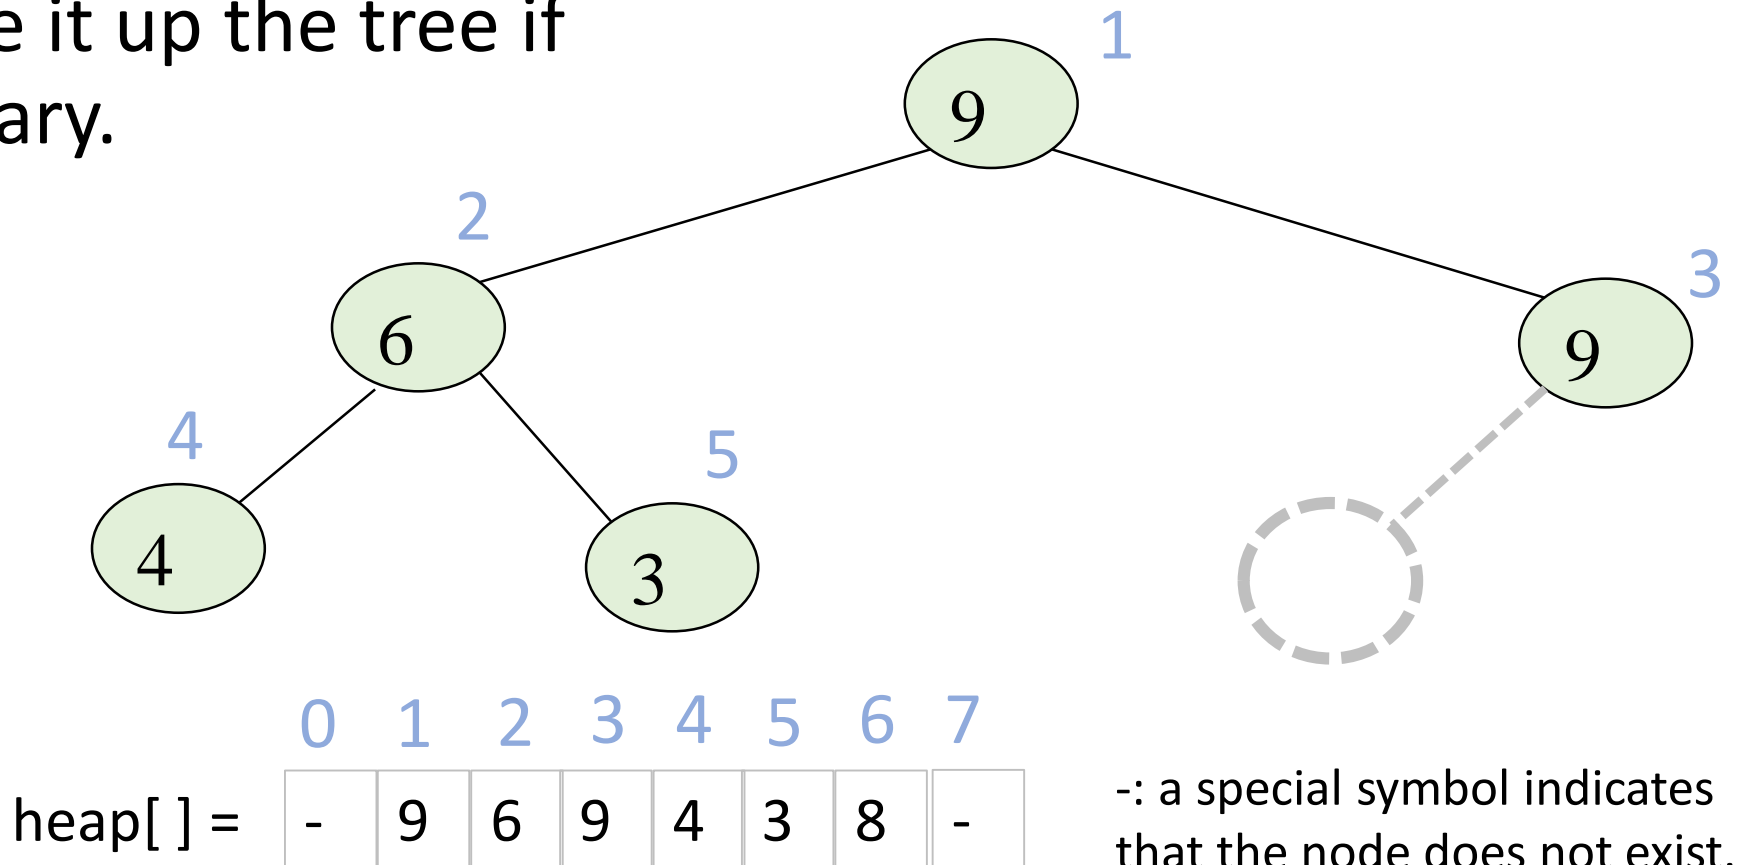 e it up the tree if
ary.
1
9
2
3
6
9
4
5
4
3
0 1 2 3 4 5 6 7
heap[ ] = - 9 6 9 4 3 8 -
-: a special symbol indicates
that the node does not exist.